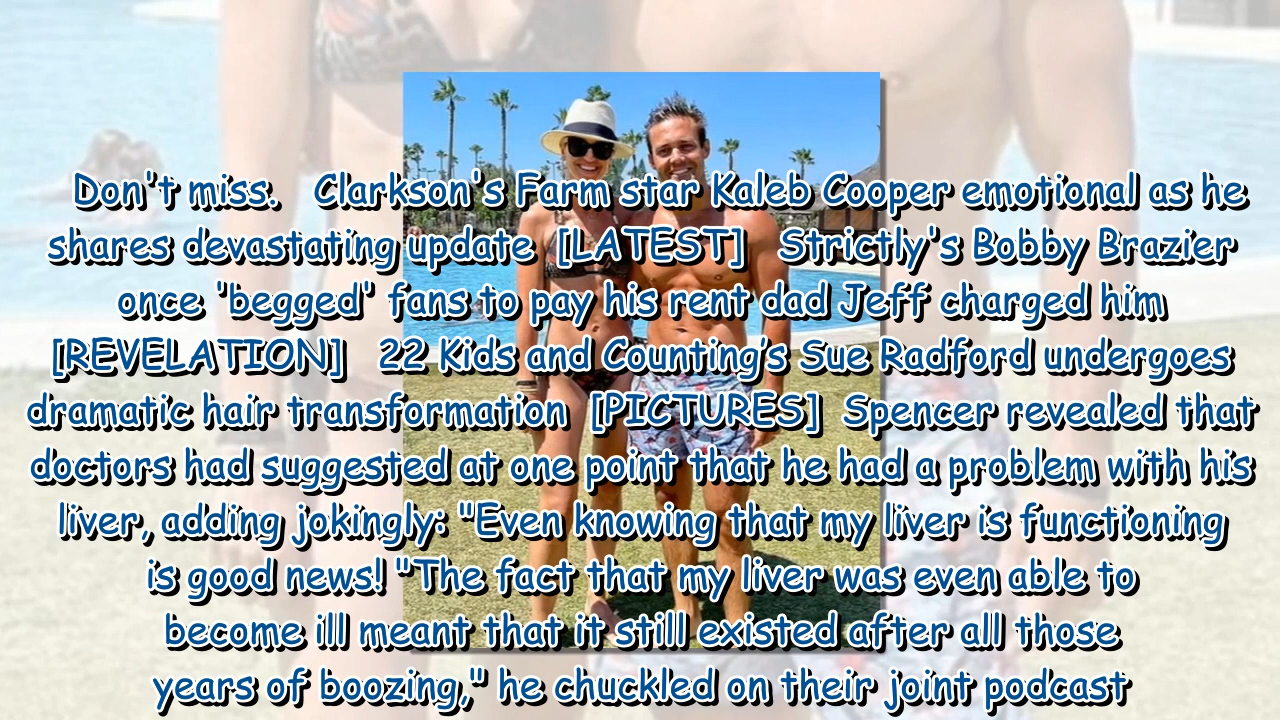 Don't miss.   Clarkson's Farm star Kaleb Cooper emotional as he
shares devastating update  [LATEST]   Strictly's Bobby Brazier
once 'begged' fans to pay his rent dad Jeff charged him
[REVELATION]   22 Kids and Counting’s Sue Radford undergoes
dramatic hair transformation  [PICTURES]  Spencer revealed that
doctors had suggested at one point that he had a problem with his
liver, adding jokingly: "Even knowing that my liver is functioning
is good news! "The fact that my liver was even able to
become ill meant that it still existed after all those
years of boozing," he chuckled on their joint podcast